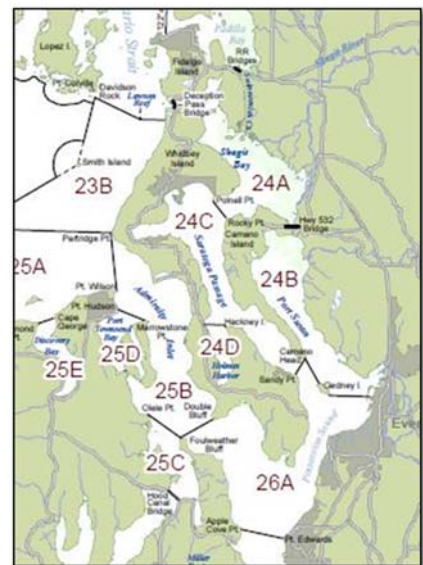 Lopez I.
Padilla
Bay
RR
Bridges
Skagit River
Fidalgo
Island
Pt. Colville
Davidson
Rock
Lawson
Reef
Deception
Pass
Bridge
Smith Island
Whidbey
Island
Skagit
Bay
24A
23B
24C
Polnell Pt.
Rocky Pt.
Camano
Island
Hwy 532
Bridge
Partridge Pt.
25A
Saratoga Passage
24B
Pt. Wilson
Admiralty
Inlet
Port Susan
Pt. Hudson
Cape
George
Port
Townsend
Bay
Marrowstone
Pt.
Hackney I.
24D
Discovery
Bay
25D
25E
Holmes
Harbor
Camano
Head
Sandy Pt.
Gedney I.
25B
Olele Pt.
Double
Bluff
Foulweather
Bluff
25C
26A
Possession Sound
Hood
Canal
Bridge
Apple
Cove Pt.
Pt. Edwards